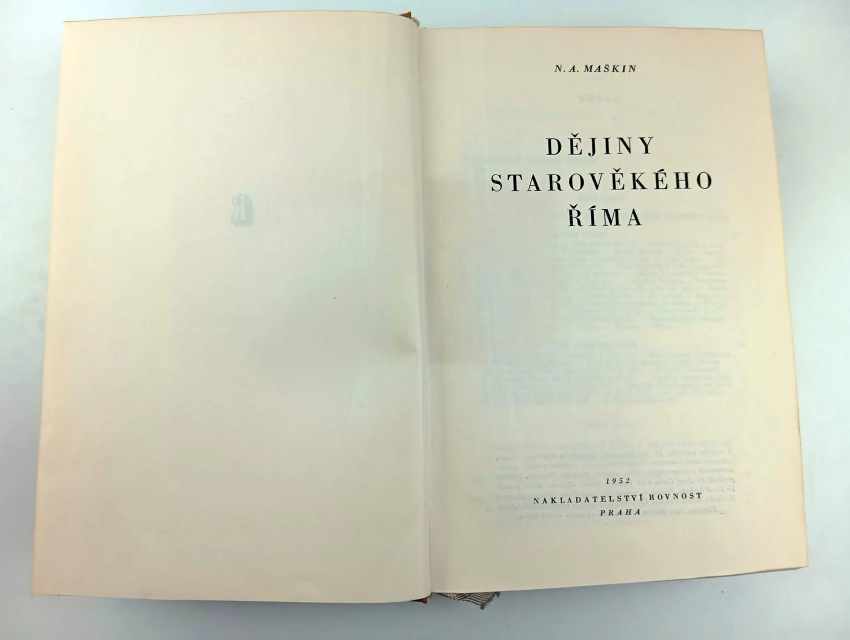 N. A. MAŠKIN
DĚJINY
STAROVĚKÉHO
ŘÍMA
1952
NAKLADATELSTVÍ ROVNOST
PRAHA